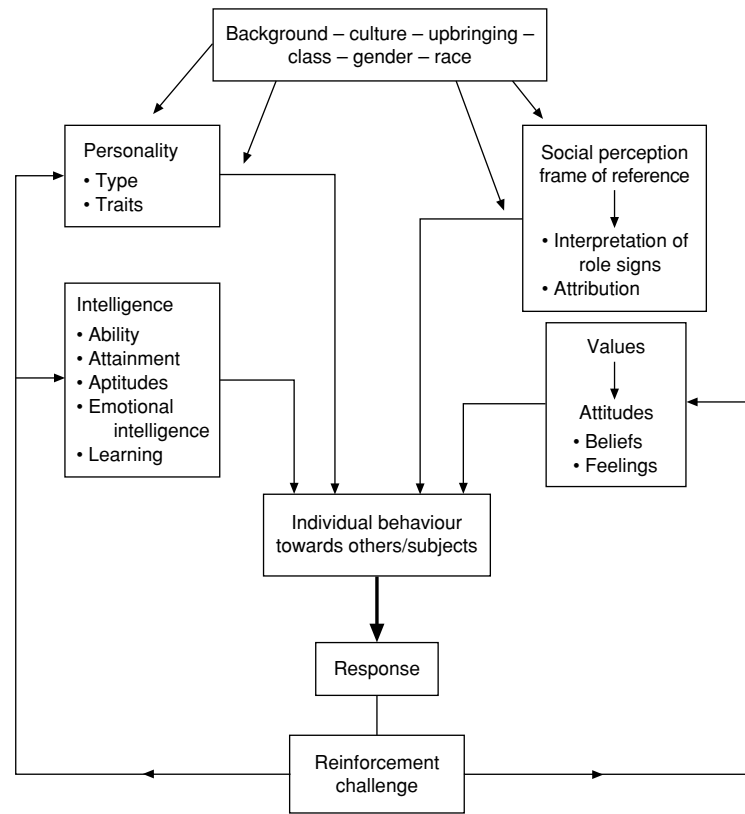 Background – culture – upbringing –
class – gender – race
Personality
• Type
• Traits
Social perception
frame of reference
• Interpretation of
role signs
• Attribution
Intelligence
• Ability
• Attainment
• Aptitudes
• Emotional
intelligence
• Learning
Values
Attitudes
• Beliefs
• Feelings
Individual behaviour
towards others/subjects
Response
Reinforcement
challenge